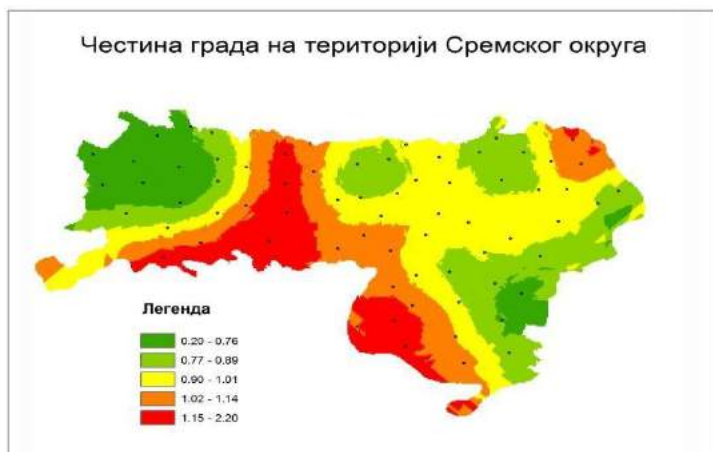 Честина града на територији Сремског округа
Легенда
0.20 - 0.76
0.77 - 0.89
0.90 - 1.01
1.02 - 1.14
1.15 - 2.20